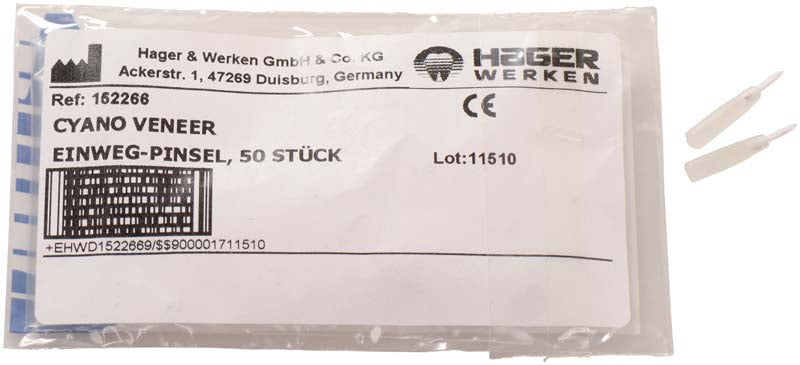 Hager & Werken GmbH & Co. KG
Ackerstr. 1, 47269 Duisburg, Germany
HAGER
WERKEN
Ref: 152266
CE
CYANO VENEER
EINWEG-PINSEL, 50 STÜCK
Lot:11510
+EHWD1522669/$$900001711510